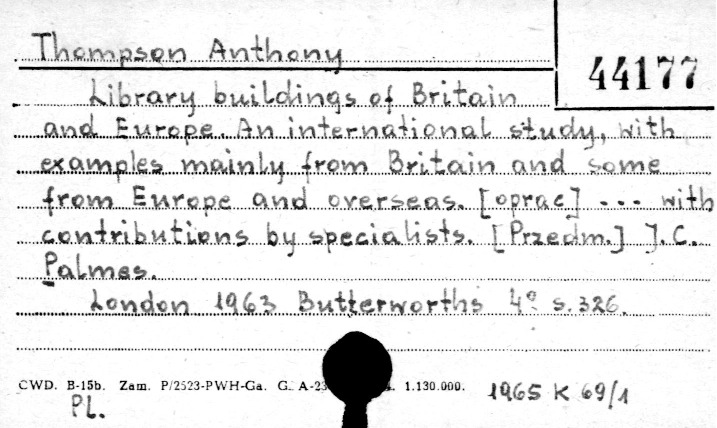 Thompson Anthony
44177
Library buildings of Britain
and Europe. An international study, with
examples mainly from Britain and some
from Europe and overseas. [oprac] --- with
contributions by specialists. [Przedm.] J.C.
Palmes.
London 1963 Butterworths 4º s. 326.
CWD. B-15b. Zam. P/2523-PWH-Ga. G. A-23 1.130.000. 1965 K 69/1
PL.